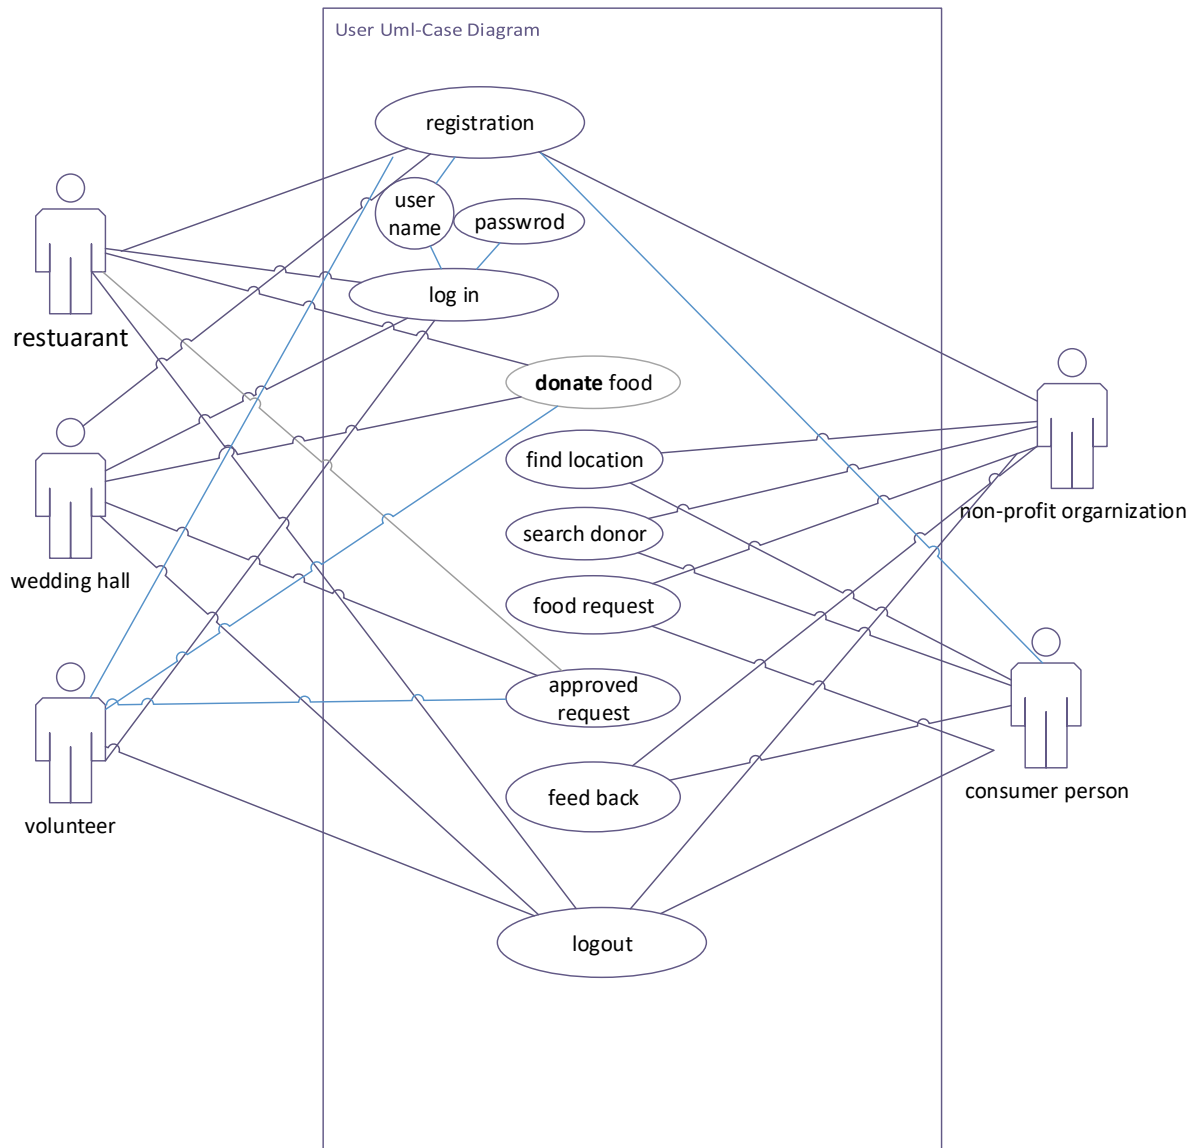 User Uml-Case Diagram
registration
user
name
passwrod
log in
restuarant
donate food
find location
non-profit orgarnization
search donor
wedding hall
food request
approved
request
feed back
consumer person
volunteer
logout